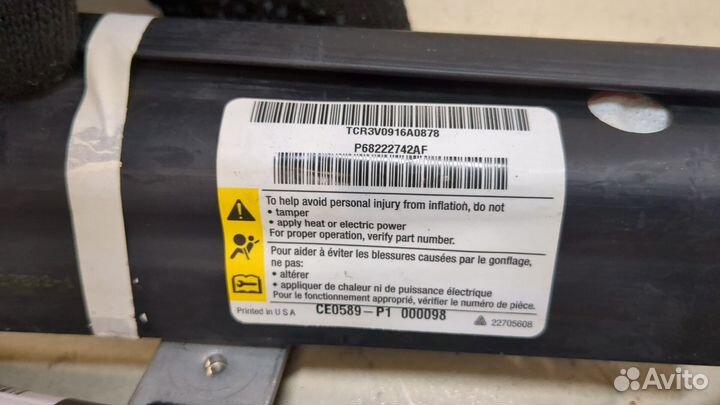 TCR3V0916A0878
P68222742AF
To help avoid personal injury from inflation, do not
• tamper
• apply heat or electric power
For proper operation, verify part number.
Pour aider à éviter les blessures causées par le gonflage,
ne pas:
• altérer
• appliquer de chaleur ni de puissance électrique
Pour le fonctionnement approprié, vérifier le numéro de pièce.
Printed in U S A
CE0589-P1 000098
22705608
Avito